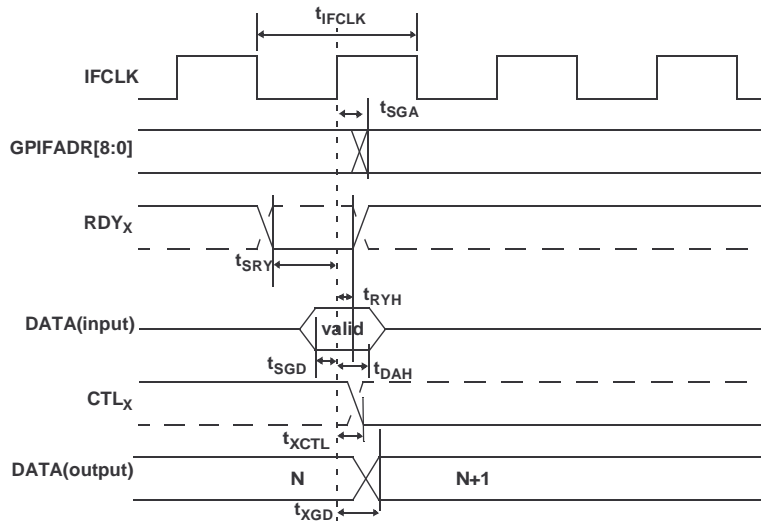 tIFCLK
IFCLK
tSGA
GPIFADR[8:0]
RDYX
tSRY
tRYH
DATA(input)
valid
tSGD
tDAH
CTLX
tXCTL
DATA(output)
N
N+1
tXGD